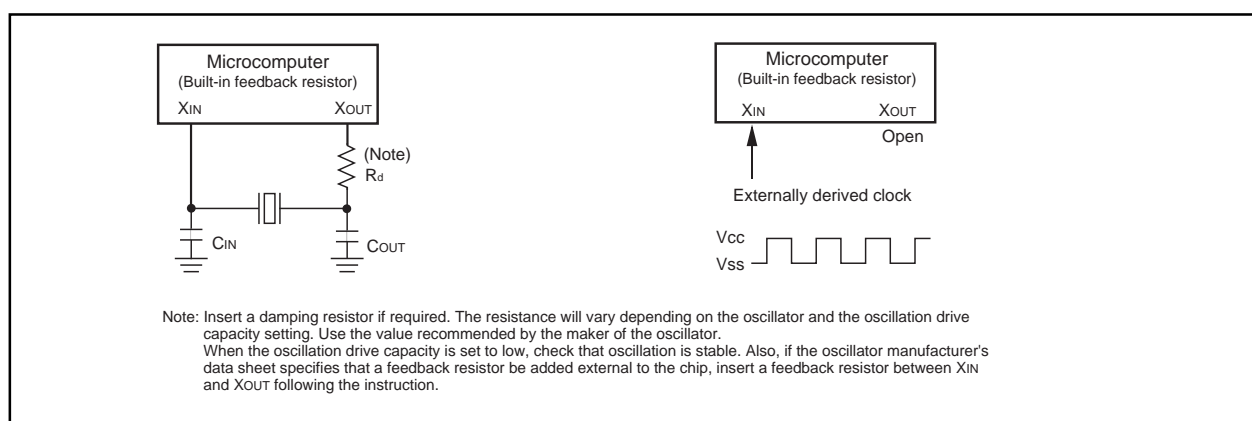 Microcomputer
(Built-in feedback resistor)
XIN XOUT
(Note)
Rd
CIN
COUT
Microcomputer
(Built-in feedback resistor)
XIN XOUT
Open
Externally derived clock
Vcc
Vss
Note: Insert a damping resistor if required. The resistance will vary depending on the oscillator and the oscillation drive
capacity setting. Use the value recommended by the maker of the oscillator.
When the oscillation drive capacity is set to low, check that oscillation is stable. Also, if the oscillator manufacturer's
data sheet specifies that a feedback resistor be added external to the chip, insert a feedback resistor between XIN
and XOUT following the instruction.